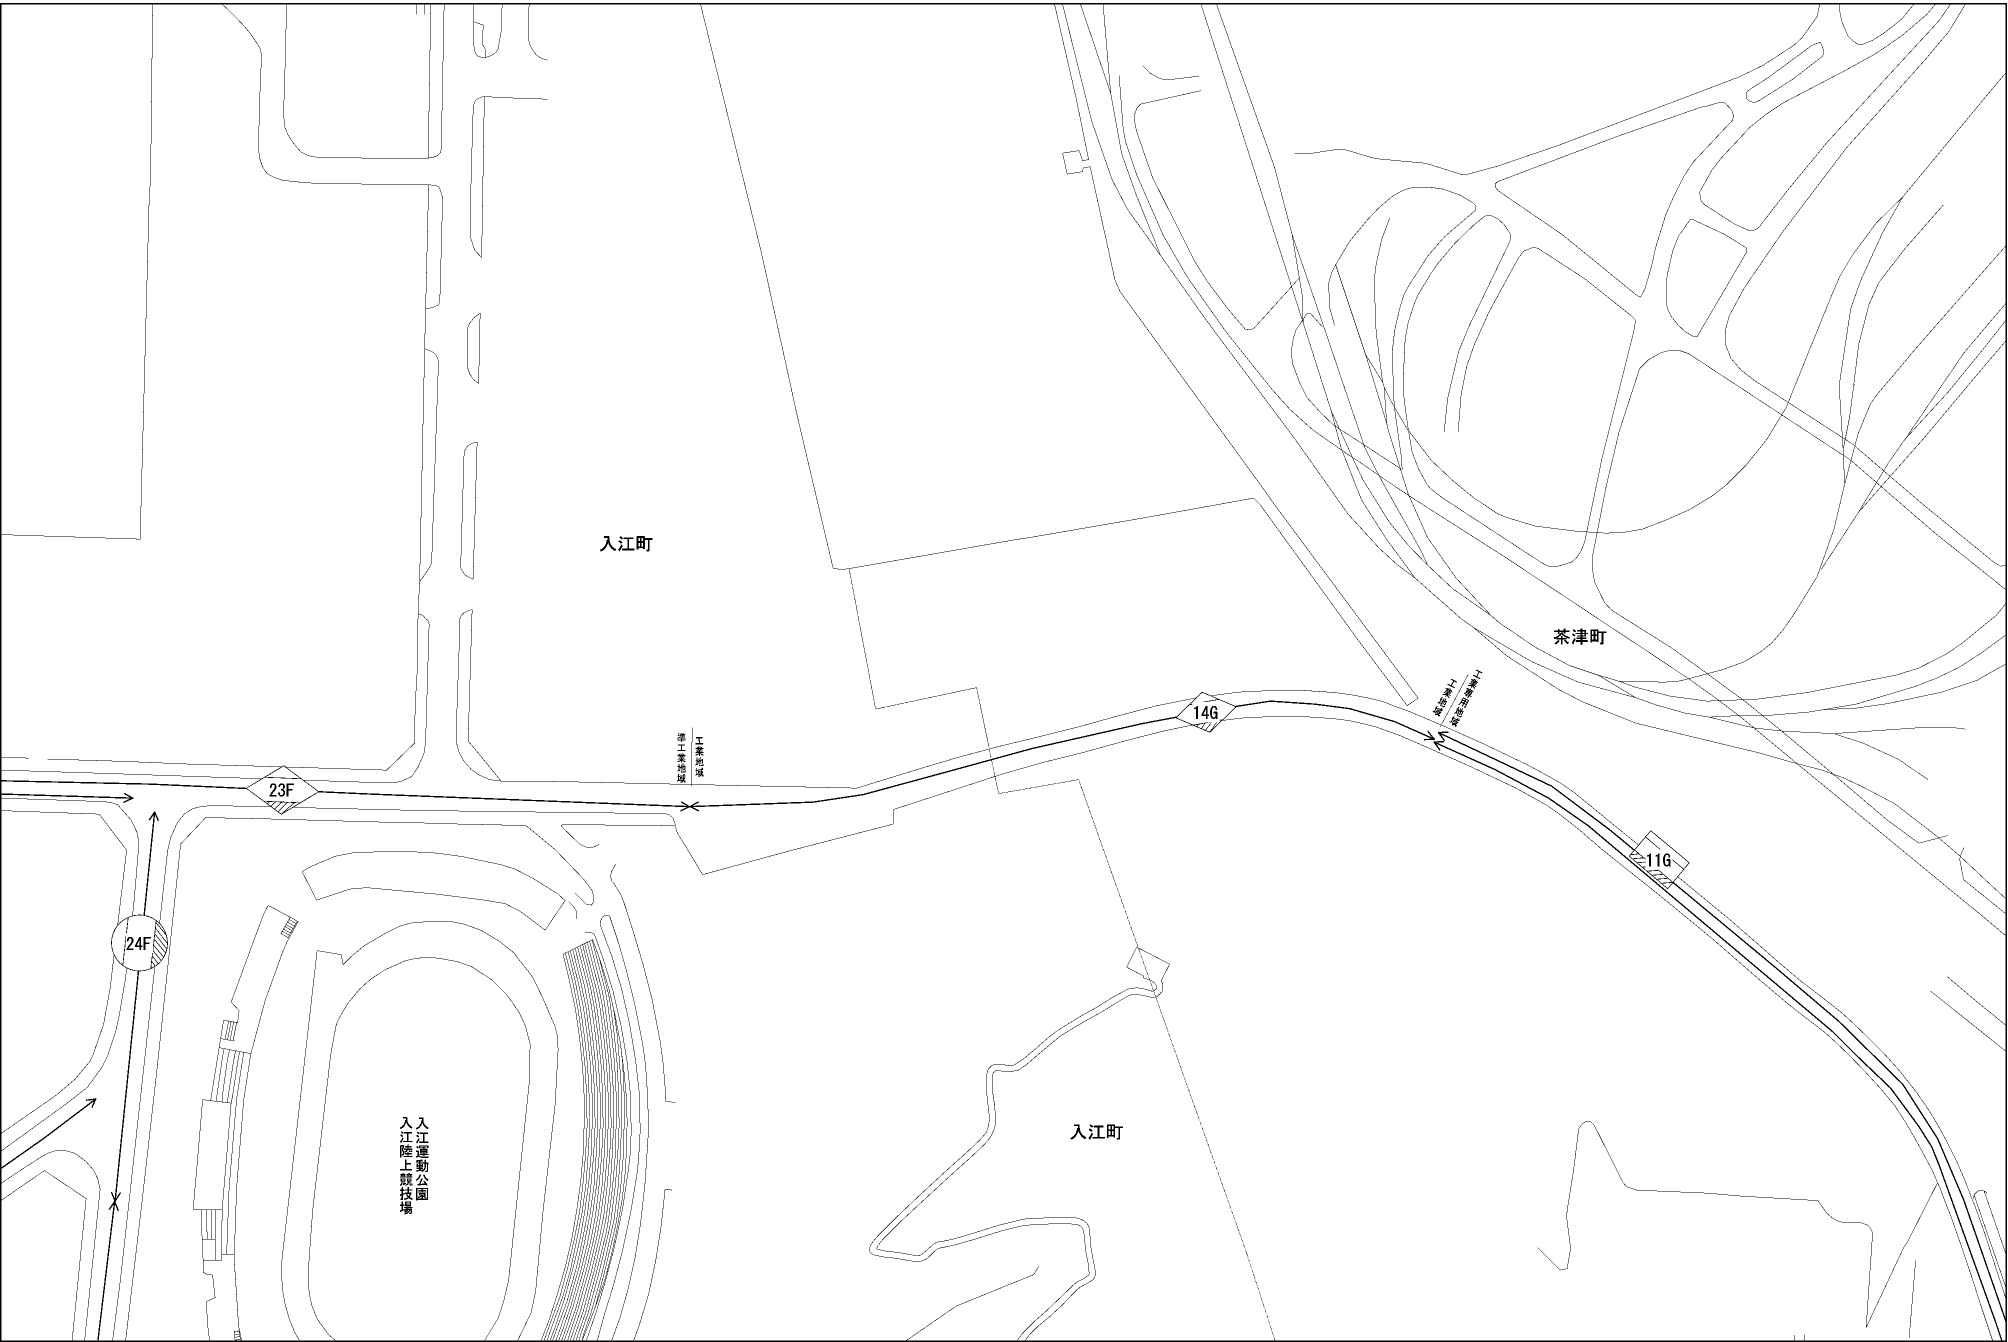 入江町
茶津町
工業専用地域
工業地域
14G
工業地域
準工業地域
23F
11G
24F
入江運動公園
入江陸上競技場
入江町